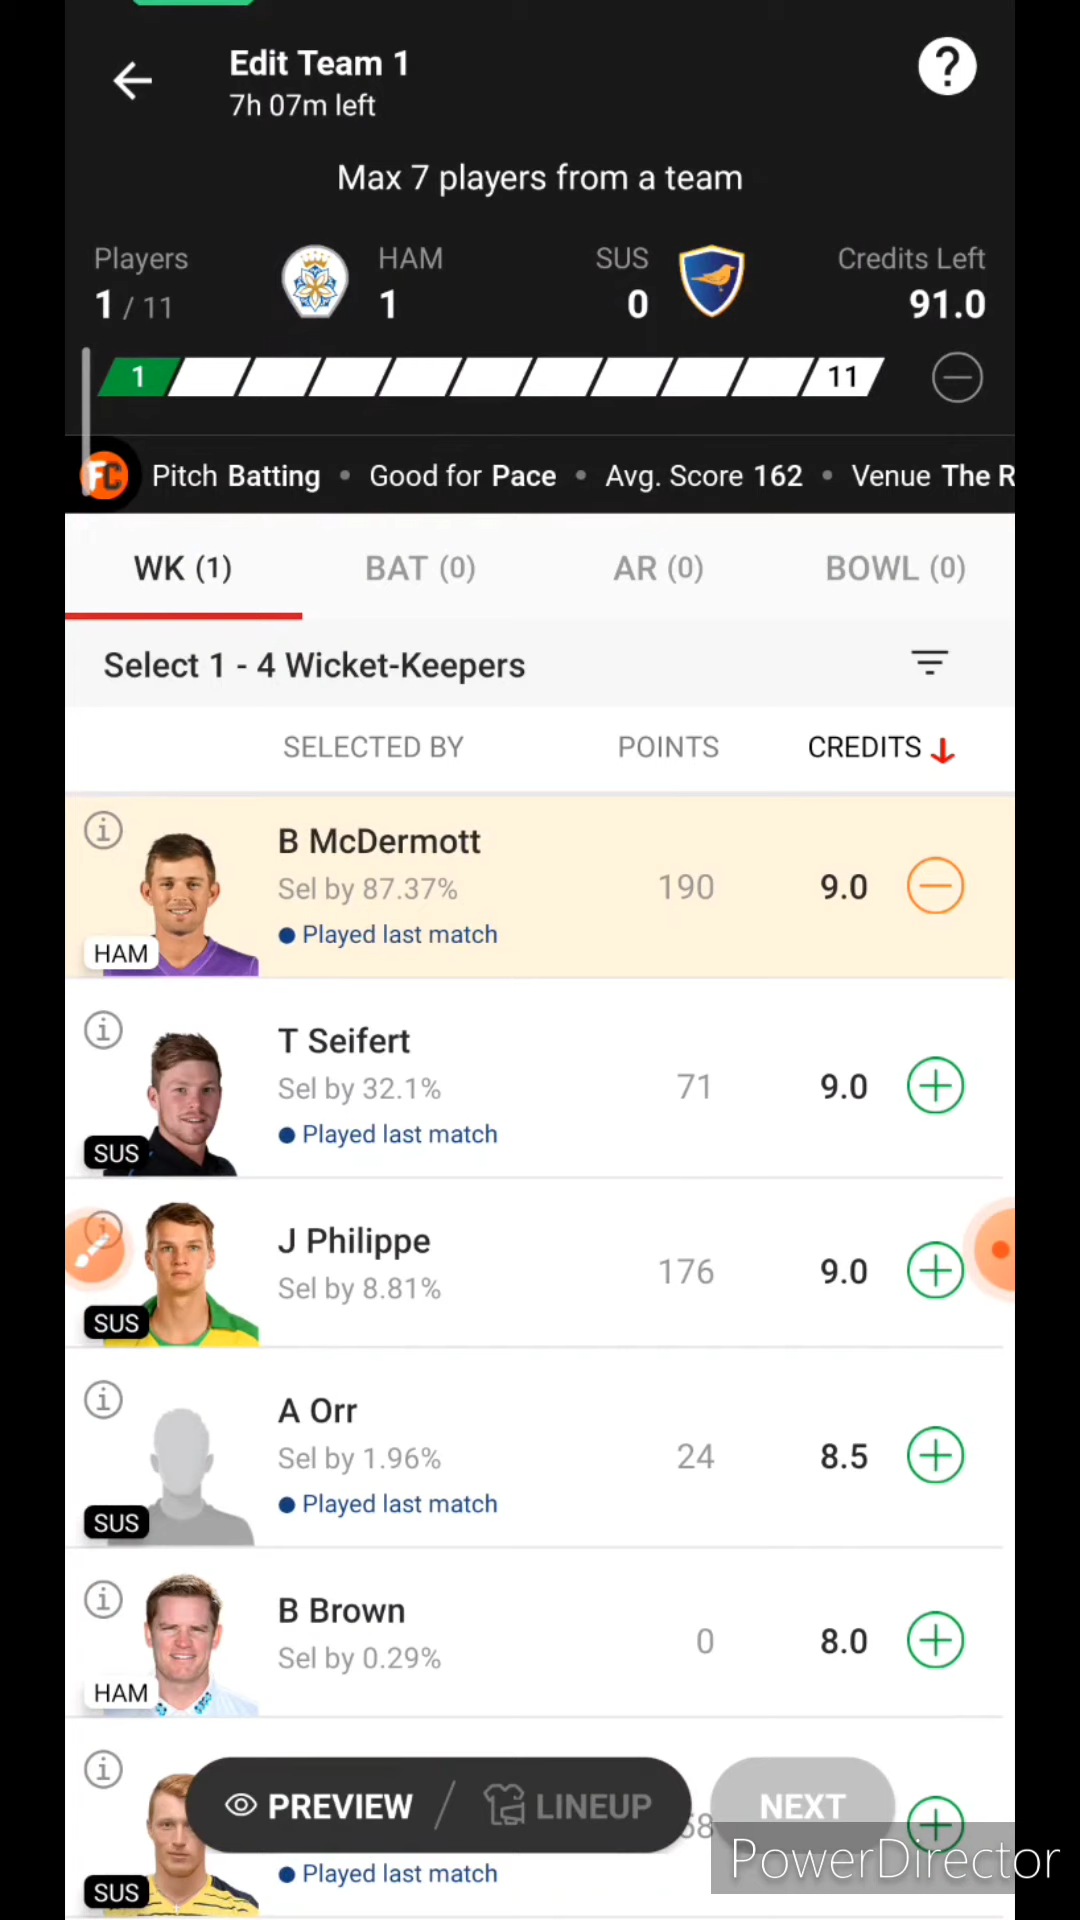 Edit Team 1
7h 07m left
Max 7 players from a team
Players HAM SUS Credits Left
1 / 11 1 0 91.0
1 11
FC Pitch Batting • Good for Pace • Avg. Score 162 • Venue The R
WK (1) BAT (0) AR (0) BOWL (0)
Select 1 - 4 Wicket-Keepers
SELECTED BY POINTS CREDITS
B McDermott
Sel by 87.37% 190 9.0
Played last match
HAM
T Seifert
Sel by 32.1% 71 9.0
Played last match
SUS
J Philippe
Sel by 8.81% 176 9.0
SUS
A Orr
Sel by 1.96% 24 8.5
Played last match
SUS
B Brown
Sel by 0.29% 0 8.0
HAM
PREVIEW / LINEUP NEXT
PowerDirector
Played last match
SUS